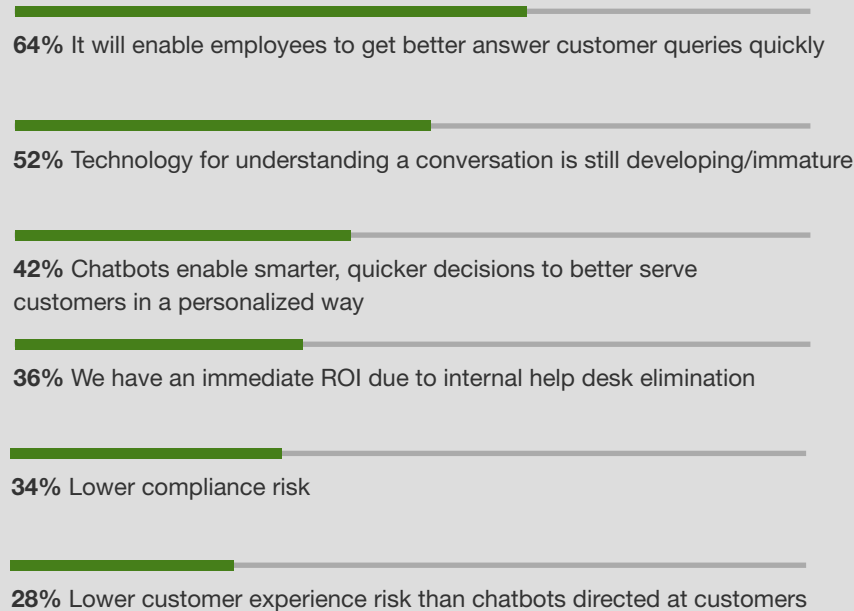 64% It will enable employees to get better answer customer queries quickly
52% Technology for understanding a conversation is still developing/immature
42% Chatbots enable smarter, quicker decisions to better serve
customers in a personalized way
36% We have an immediate ROI due to internal help desk elimination
34% Lower compliance risk
28% Lower customer experience risk than chatbots directed at customers